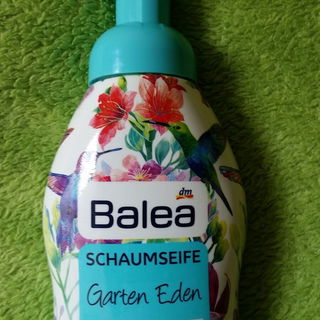 dm
Balea
SCHAUMSEIFE
Garten Eden